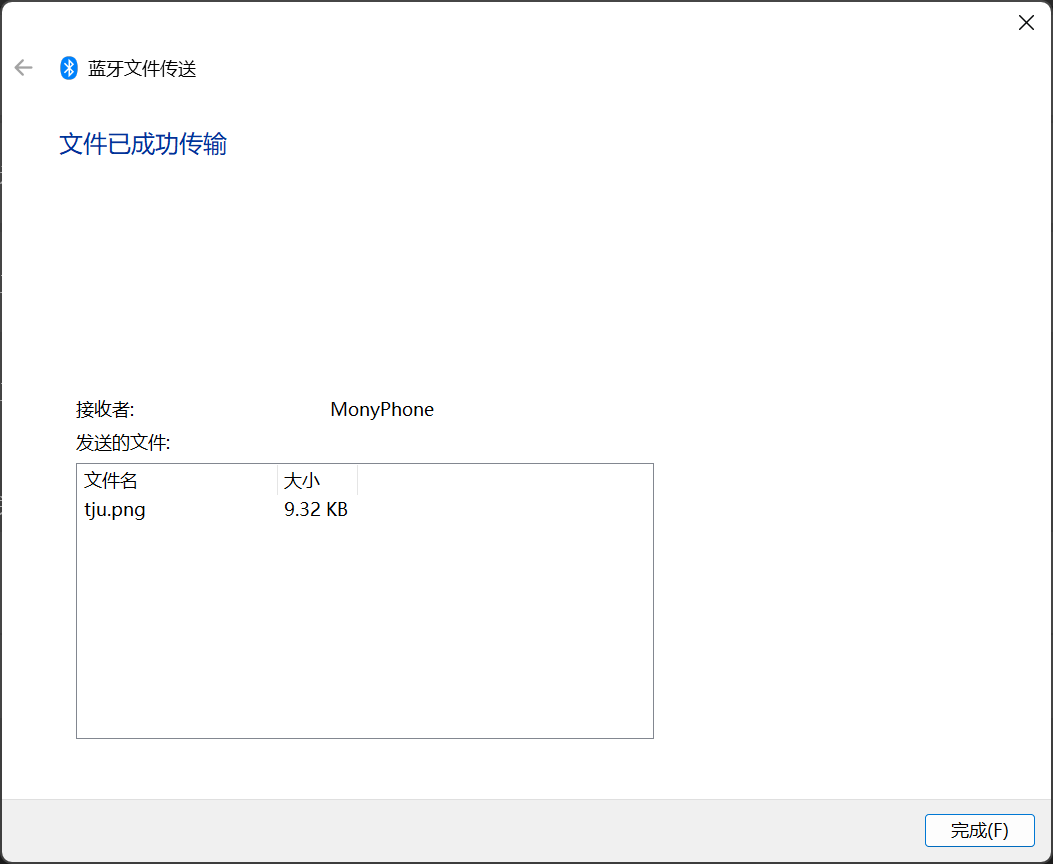 蓝牙文件传送
文件已成功传输
接收者: MonyPhone
发送的文件:
文件名 大小
tju.png 9.32 KB
完成(F)